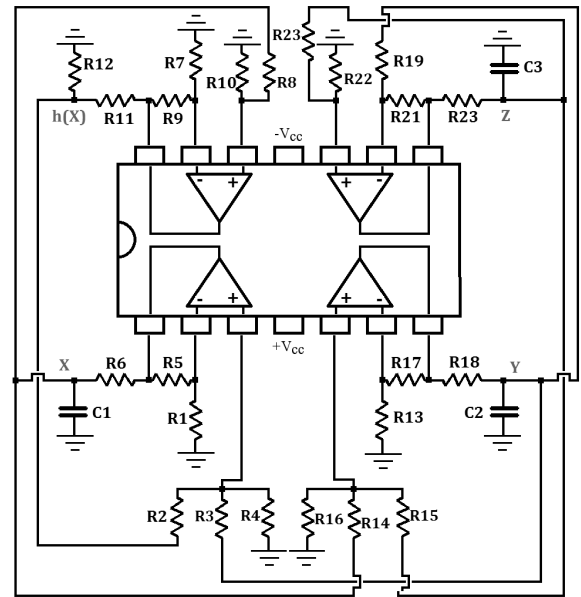 R23
R12
R7
R10
R8
R22
R19
C3
h(X)
R11
R9
R21
R23
Z
-Vcc
-
+
+
-
-
+
+
-
+Vcc
X
R6
R5
R17
R18
Y
C1
R1
R13
C2
R2
R3
R4
R16
R14
R15